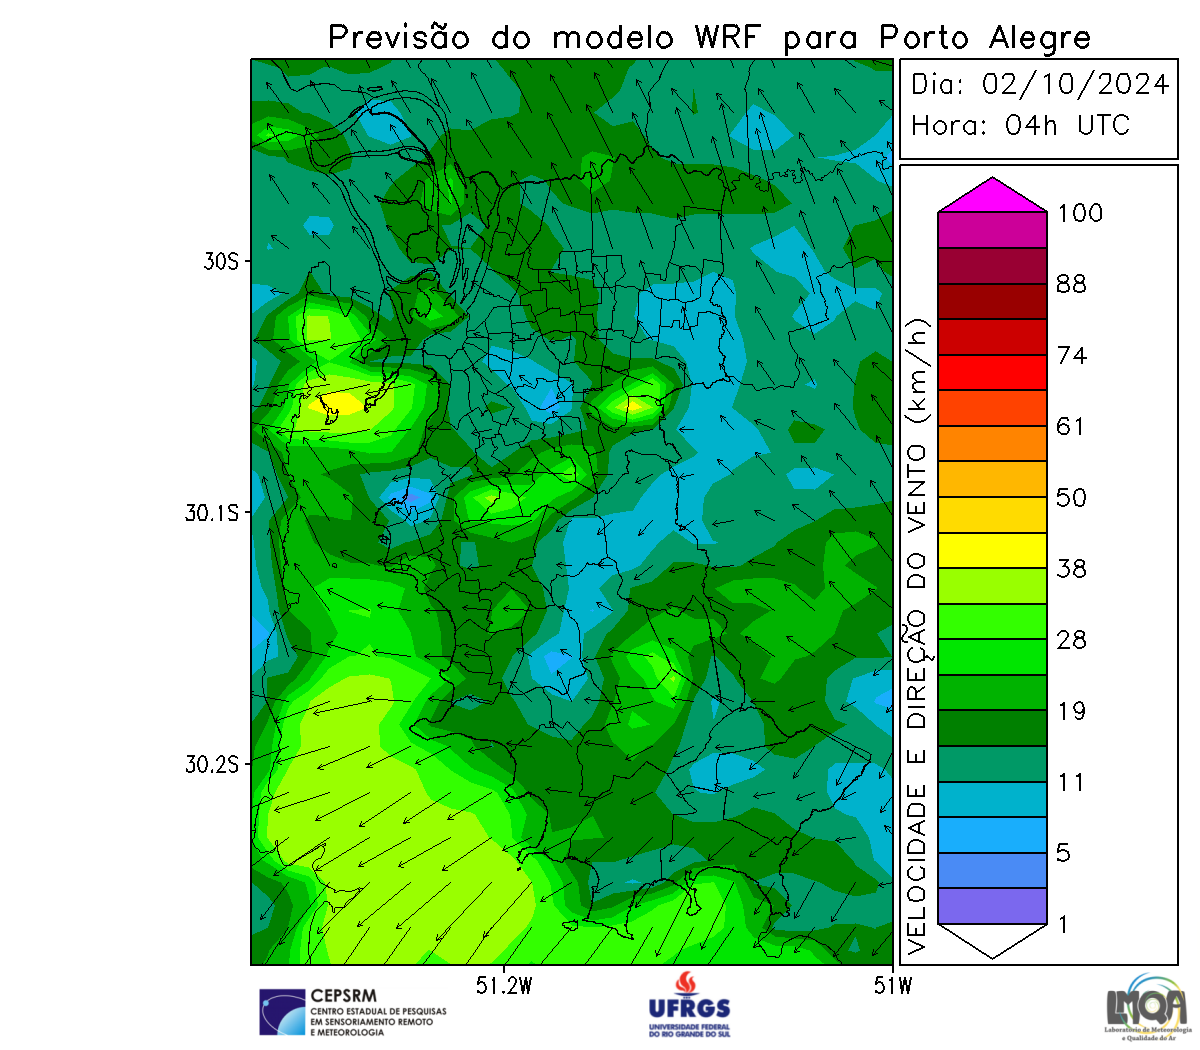 Previsão do modelo WRF para Porto Alegre
Dia: 02/10/2024
Hora: 04h UTC
100
88
74
61
50
38
28
19
11
5
1
VELOCIDADE E DIREÇÃO DO VENTO (km/h)
30S
30.1S
30.2S
51.2W
51W
CEPSRM
CENTRO ESTADUAL DE PESQUISAS
EM SENSORIAMENTO REMOTO
E METEOROLOGIA
UFRGS
UNIVERSIDADE FEDERAL
DO RIO GRANDE DO SUL
LMQA
Laboratório de Meteorologia
e Qualidade do Ar